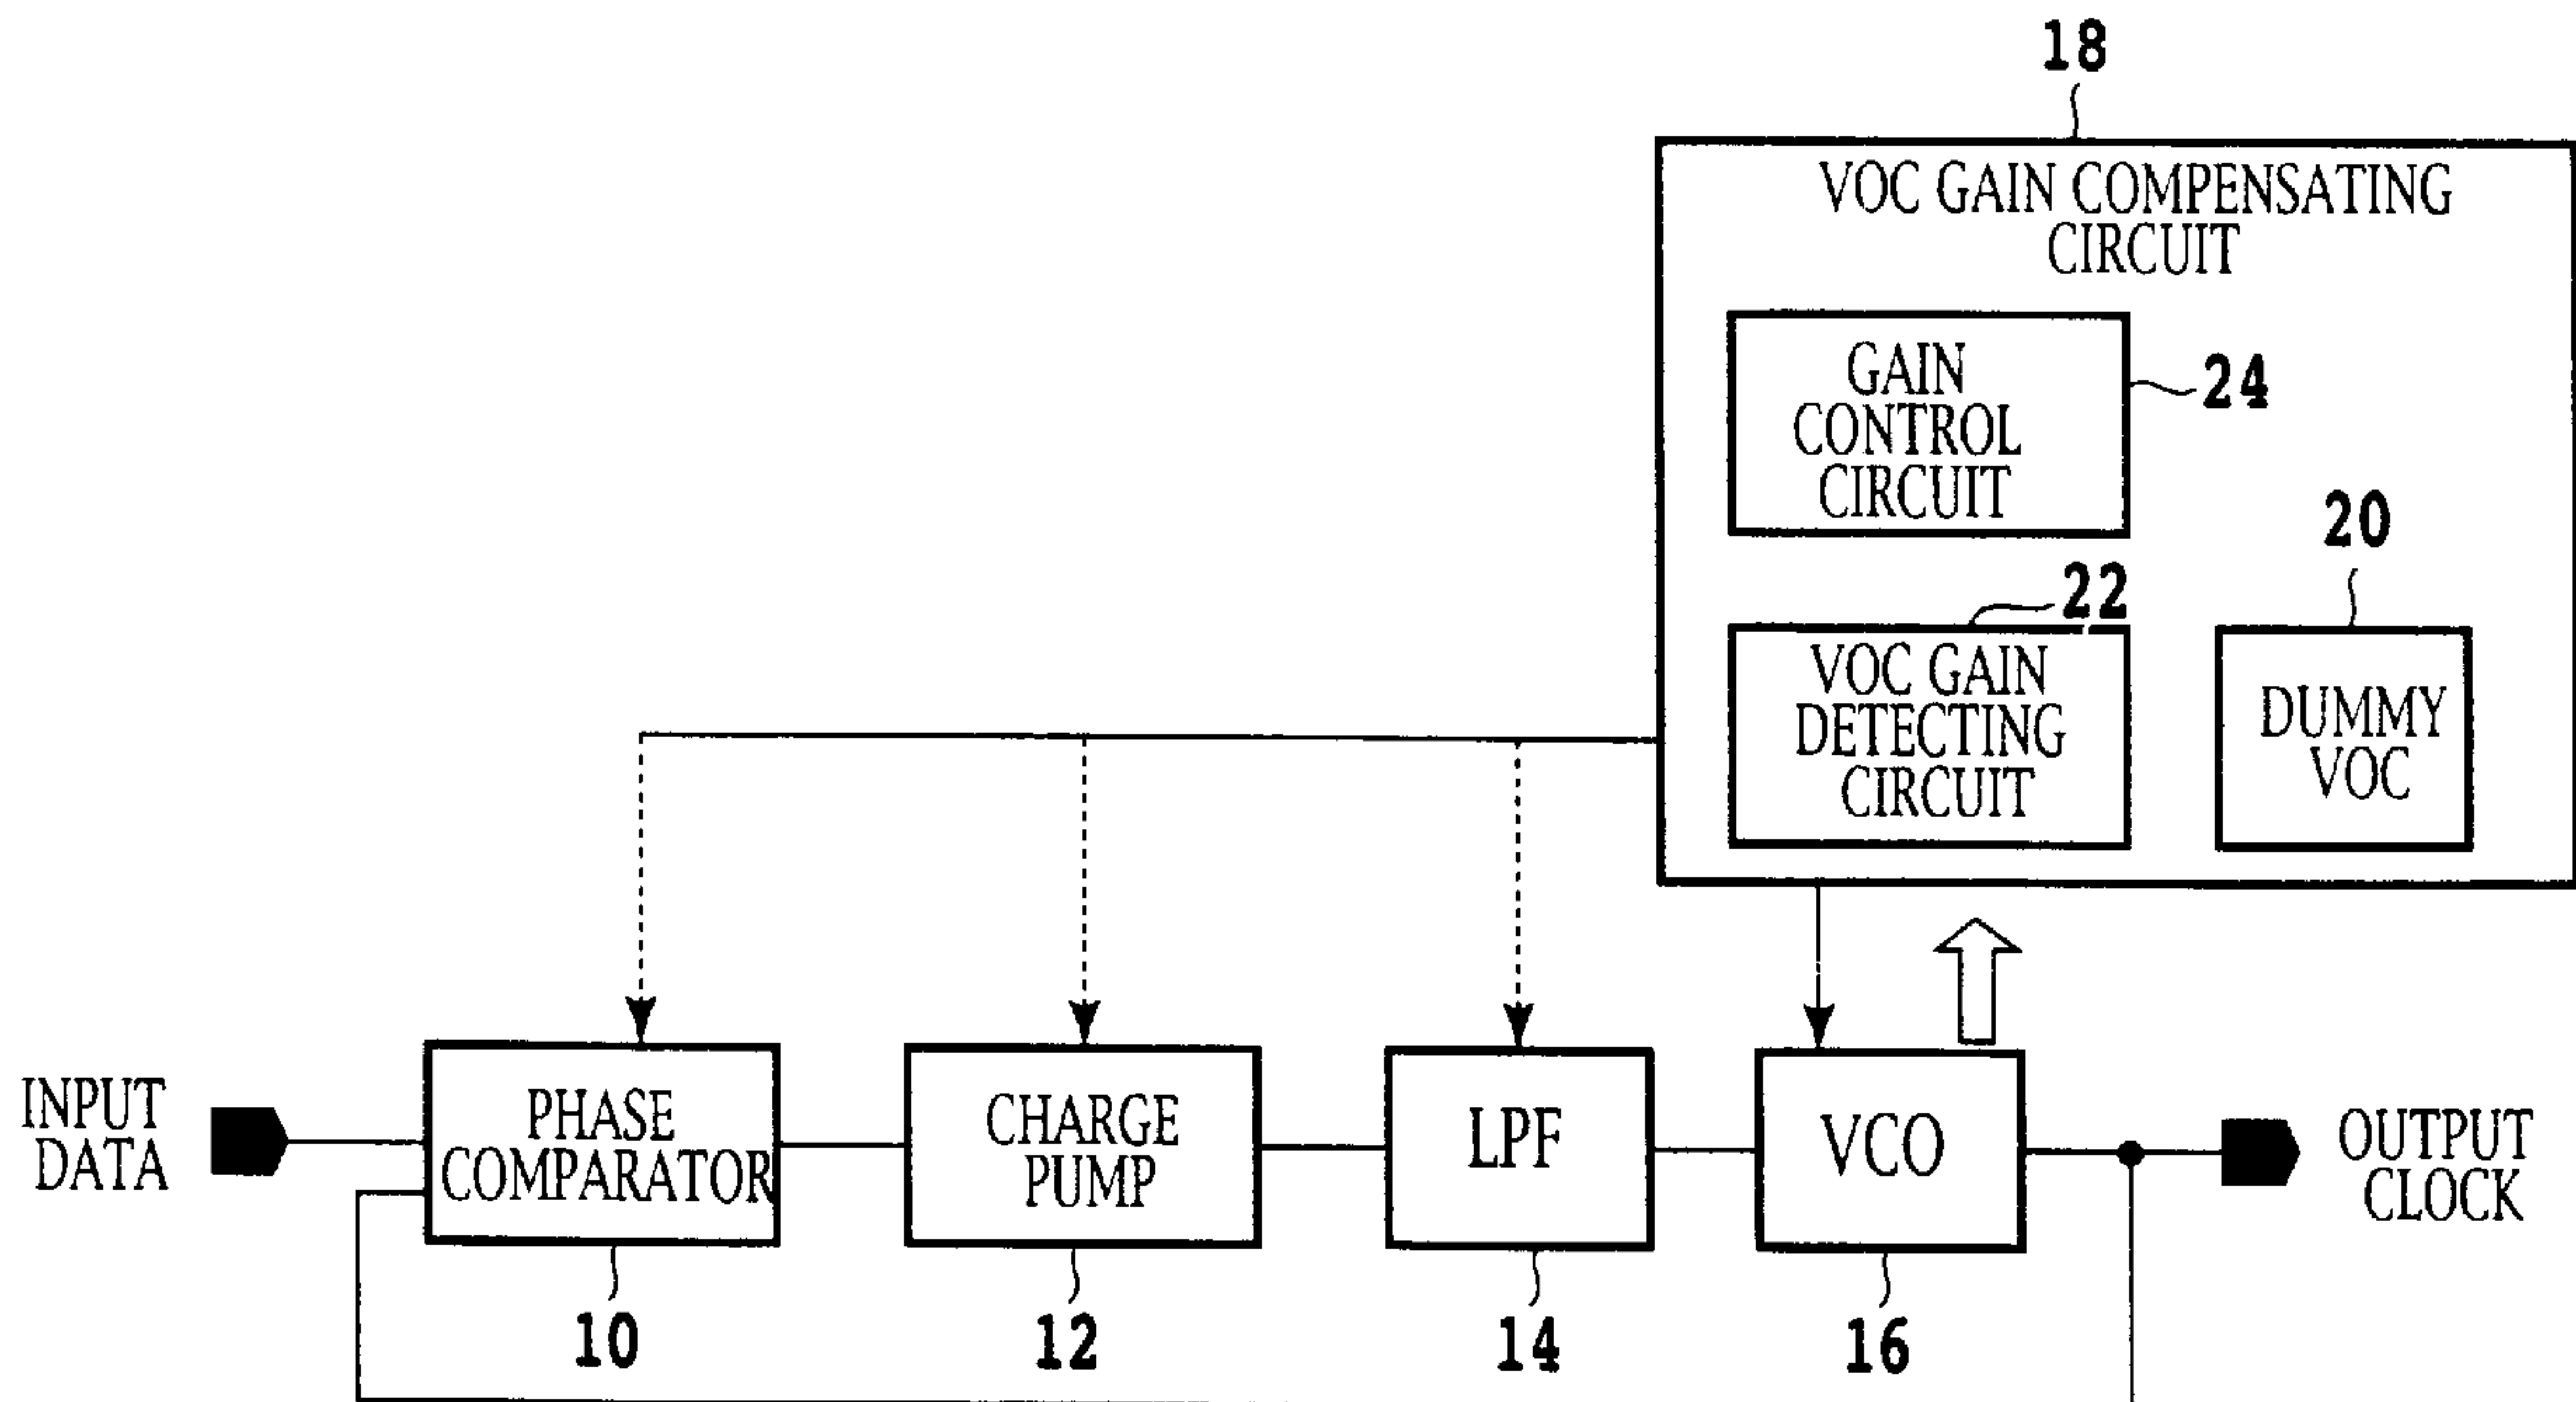 18
VOC GAIN COMPENSATING
CIRCUIT
GAIN
CONTROL
CIRCUIT
24
20
22
VOC GAIN
DETECTING
CIRCUIT
DUMMY
VOC
INPUT
DATA
PHASE
COMPARATOR
CHARGE
PUMP
LPF
VCO
OUTPUT
CLOCK
10
12
14
16